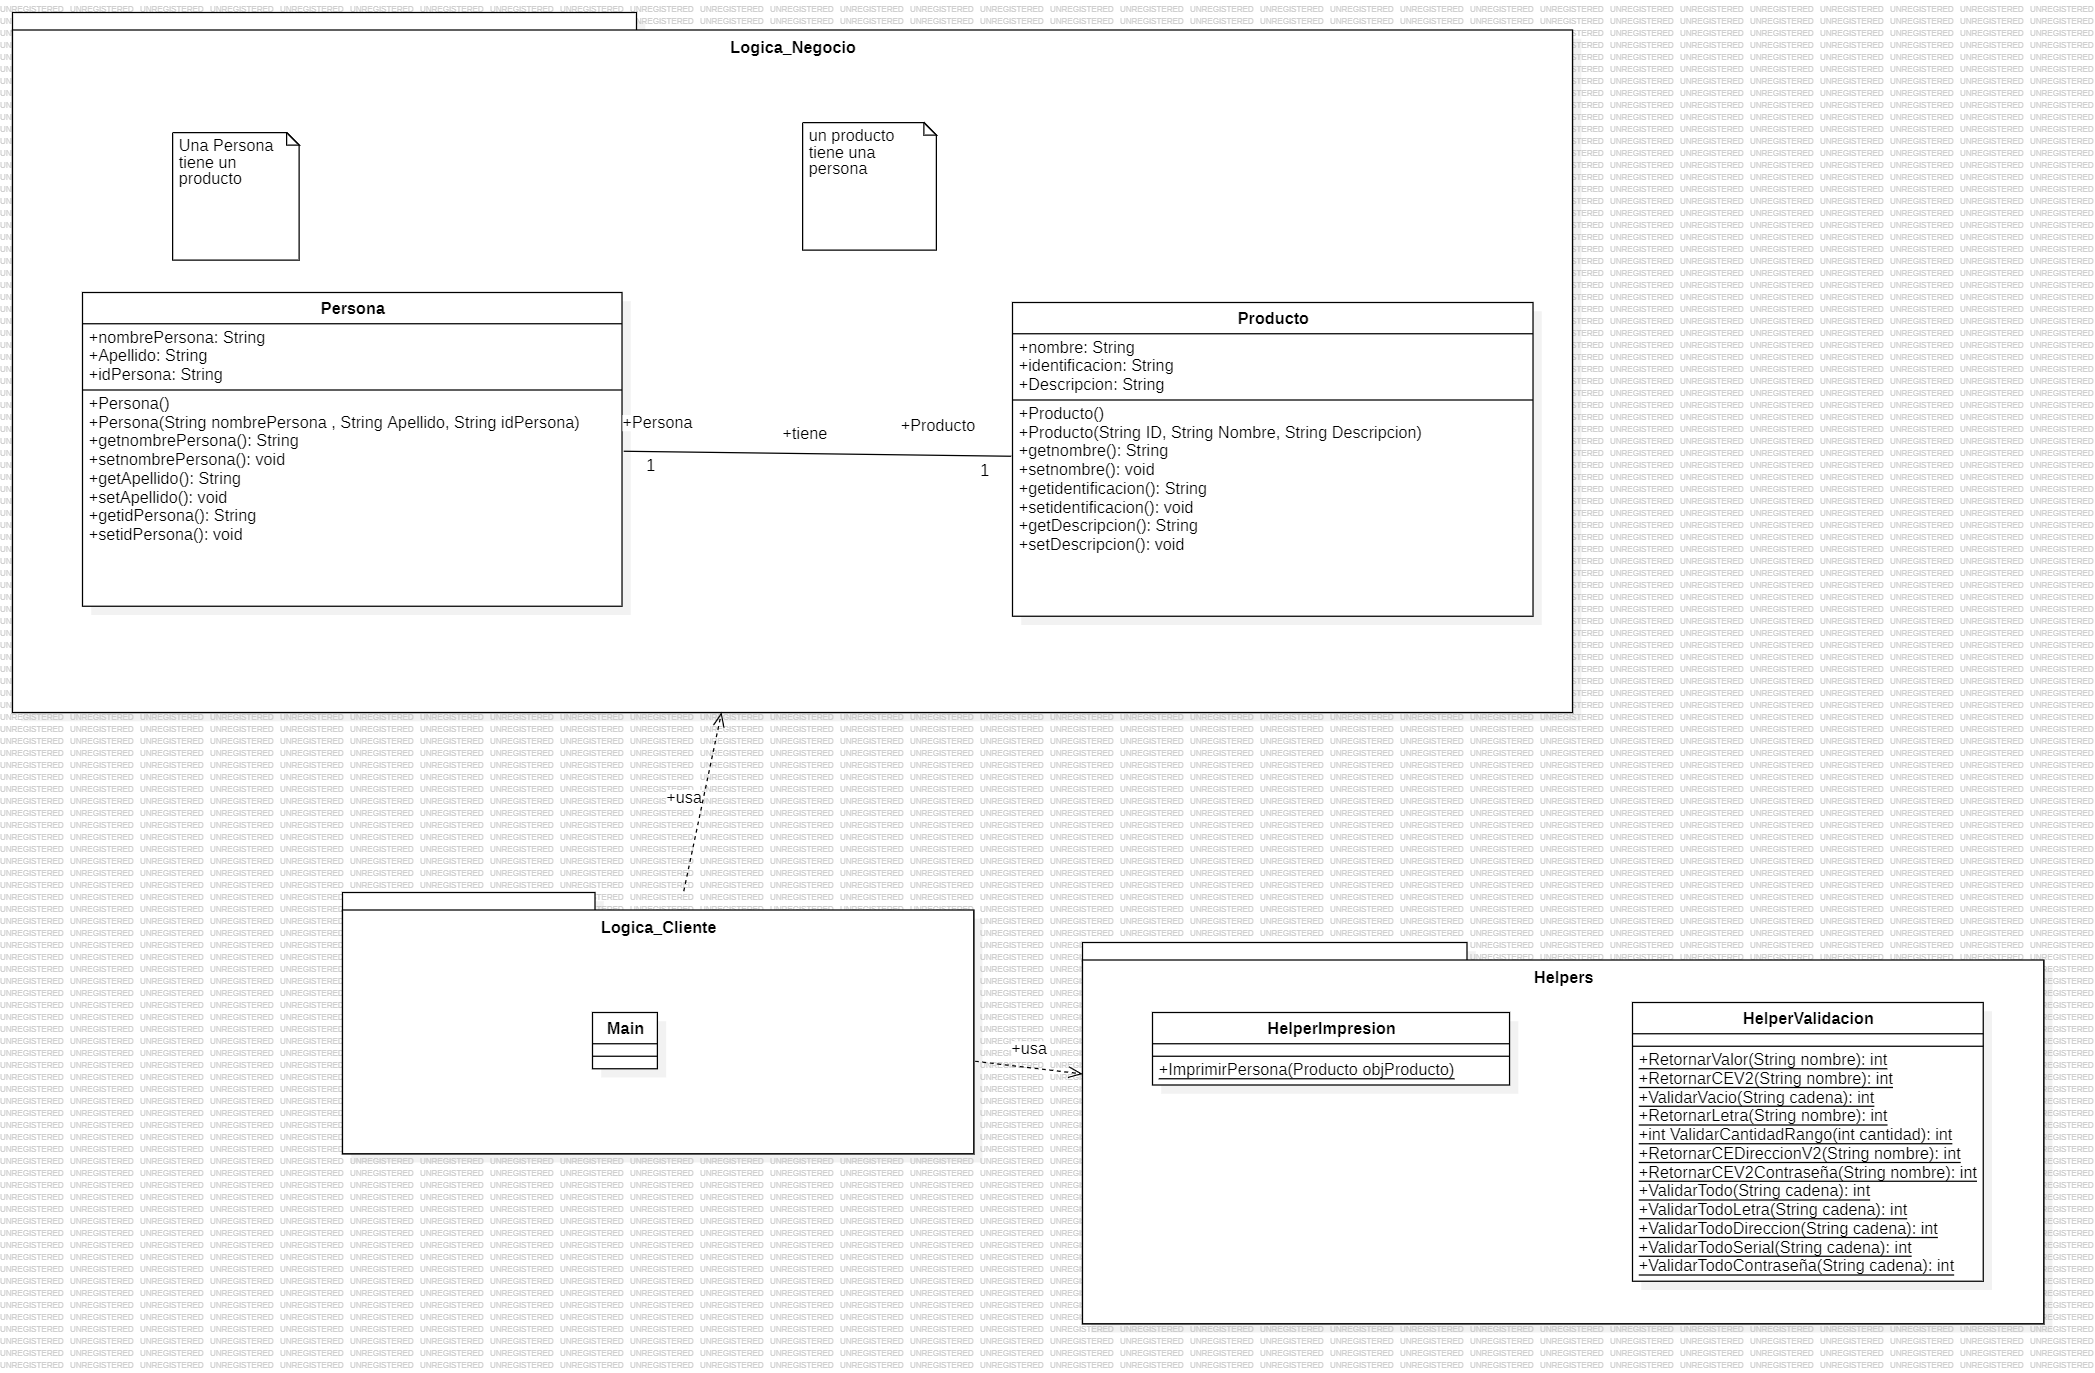 Logica_Negocio
Una Persona
tiene un
producto
un producto
tiene una
persona
Persona
+nombrePersona: String
+Apellido: String
+idPersona: String
+Persona()
+Persona(String nombrePersona , String Apellido, String idPersona)
+getnombrePersona(): String
+setnombrePersona(): void
+getApellido(): String
+setApellido(): void
+getidPersona(): String
+setidPersona(): void
+Persona
+tiene
+Producto
1
1
Producto
+nombre: String
+identificacion: String
+Descripcion: String
+Producto()
+Producto(String ID, String Nombre, String Descripcion)
+getnombre(): String
+setnombre(): void
+getidentificacion(): String
+setidentificacion(): void
+getDescripcion(): String
+setDescripcion(): void
+usa
Logica_Cliente
Main
+usa
Helpers
HelperImpresion
+ImprimirPersona(Producto objProducto)
HelperValidacion
+RetornarValor(String nombre): int
+RetornarCEV2(String nombre): int
+ValidarVacio(String cadena): int
+RetornarLetra(String nombre): int
+int ValidarCantidadRango(int cantidad): int
+RetornarCEDireccionV2(String nombre): int
+RetornarCEV2Contraseña(String nombre): int
+ValidarTodo(String cadena): int
+ValidarTodoLetra(String cadena): int
+ValidarTodoDireccion(String cadena): int
+ValidarTodoSerial(String cadena): int
+ValidarTodoContraseña(String cadena): int
UNREGISTERED